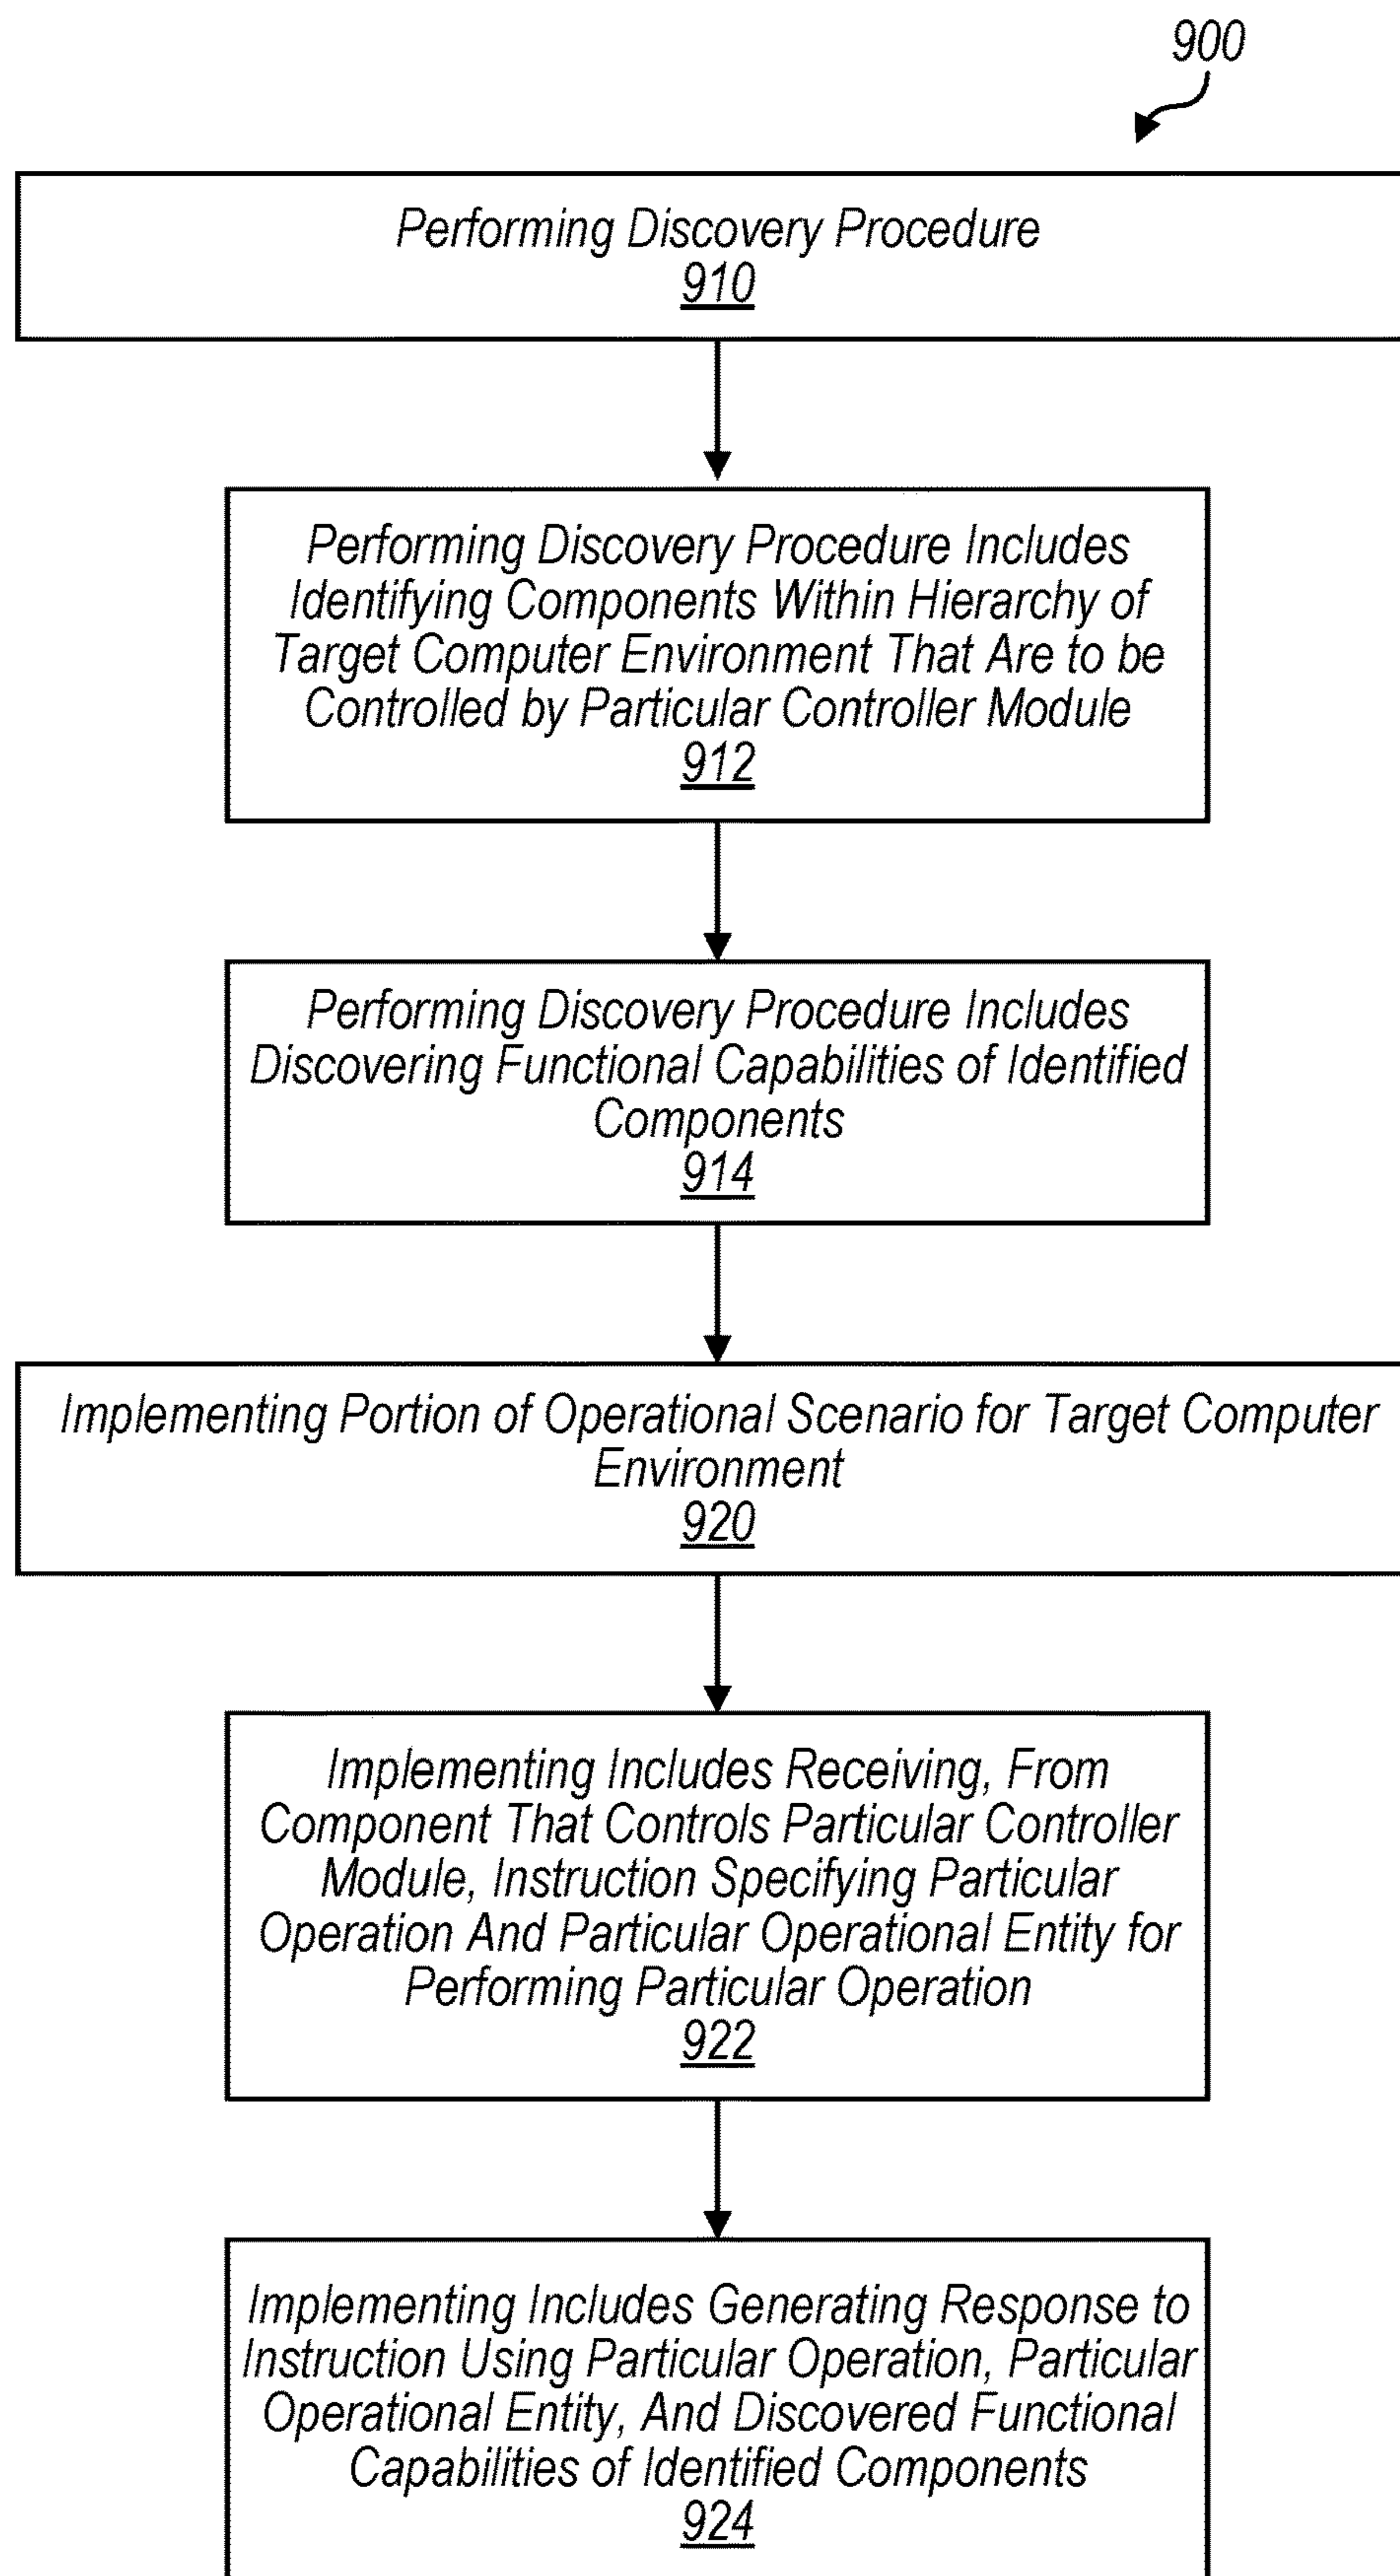 900
Performing Discovery Procedure
910
Performing Discovery Procedure Includes
Identifying Components Within Hierarchy of
Target Computer Environment That Are to be
Controlled by Particular Controller Module
912
Performing Discovery Procedure Includes
Discovering Functional Capabilities of Identified
Components
914
Implementing Portion of Operational Scenario for Target Computer
Environment
920
Implementing Includes Receiving, From
Component That Controls Particular Controller
Module, Instruction Specifying Particular
Operation And Particular Operational Entity for
Performing Particular Operation
922
Implementing Includes Generating Response to
Instruction Using Particular Operation, Particular
Operational Entity, And Discovered Functional
Capabilities of Identified Components
924